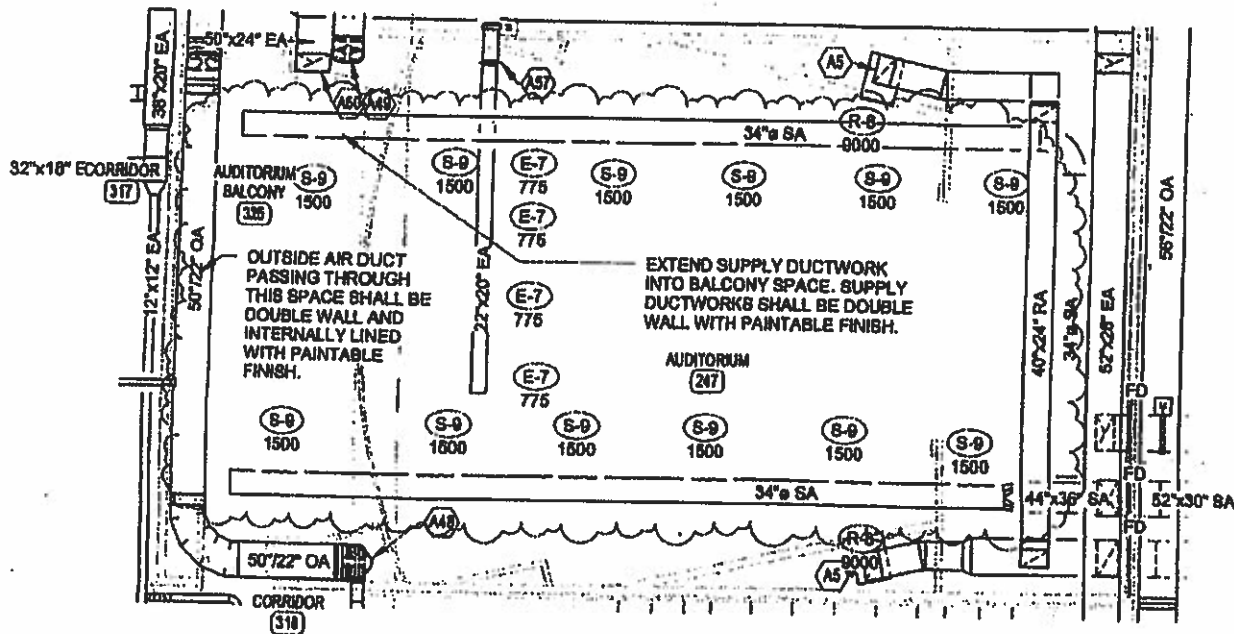 50"x24" EA
38"x20" EA
A60
A49
A57
A5
34"ø SA
R-8
9000
32"x18" E
CORRIDOR
317
AUDITORIUM
BALCONY
335
S-9
1500
S-9
1500
E-7
775
S-9
1500
S-9
1500
S-9
1500
S-9
1500
E-7
775
E-7
775
E-7
775
12"x12" EA
50"/22" OA
OUTSIDE AIR DUCT
PASSING THROUGH
THIS SPACE SHALL BE
DOUBLE WALL AND
INTERNALLY LINED
WITH PAINTABLE
FINISH.
22"x20" EA
EXTEND SUPPLY DUCTWORK
INTO BALCONY SPACE. SUPPLY
DUCTWORKS SHALL BE DOUBLE
WALL WITH PAINTABLE FINISH.
AUDITORIUM
247
40"x24" RA
34"ø SA
52"x28" EA
56"/22" OA
FD
FD
FD
S-9
1500
S-9
1500
S-9
1500
S-9
1500
S-9
1500
S-9
1500
34"ø SA
44"x36" SA
52"x30" SA
A48
50"/22" OA
R-8
9000
A5
CORRIDOR
318